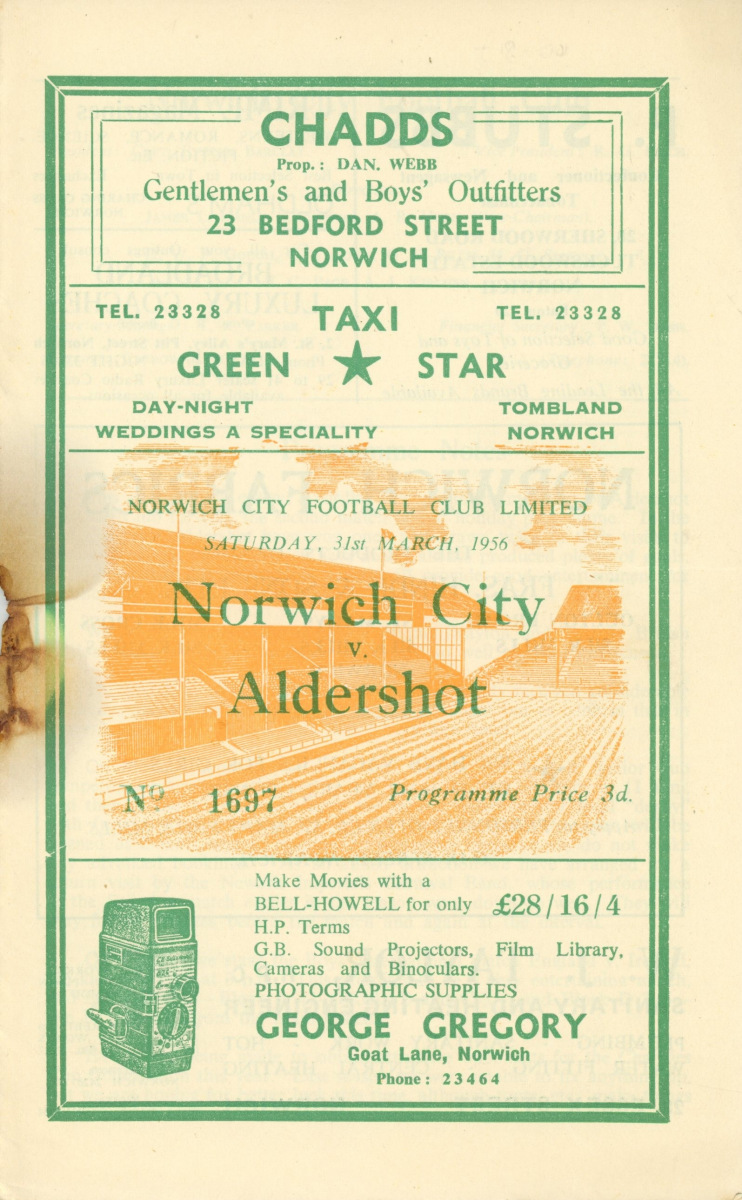 CHADDS
Prop.: DAN. WEBB
Gentlemen's and Boys' Outfitters
23 BEDFORD STREET
NORWICH
TEL. 23328
TAXI
TEL. 23328
GREEN ★ STAR
DAY-NIGHT
TOMBLAND
WEDDINGS A SPECIALITY
NORWICH
NORWICH CITY FOOTBALL CLUB LIMITED
SATURDAY, 31st MARCH, 1956
Norwich City
v.
Aldershot
No 1697
Programme Price 3d.
Make Movies with a
BELL-HOWELL for only £28/16/4
H.P. Terms
G.B. Sound Projectors, Film Library,
Cameras and Binoculars.
PHOTOGRAPHIC SUPPLIES
GEORGE GREGORY
Goat Lane, Norwich
Phone: 23464